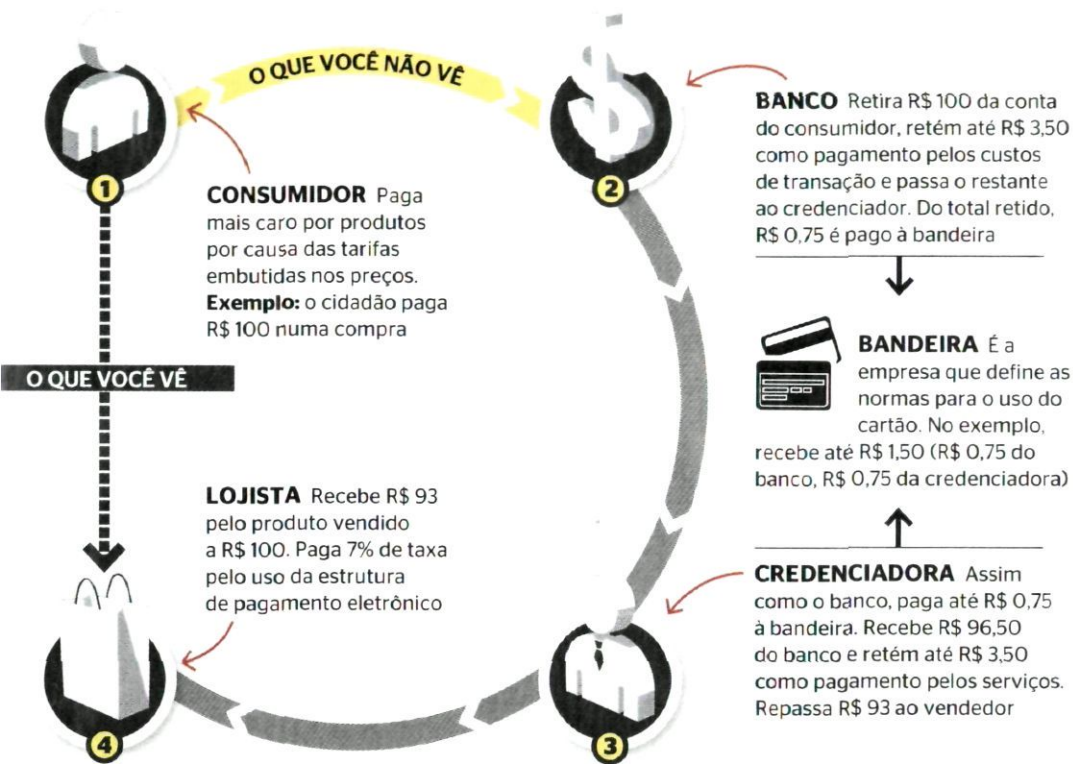 O QUE VOCÊ NÃO VÊ
1
CONSUMIDOR Paga
mais caro por produtos
por causa das tarifas
embutidas nos preços.
Exemplo: o cidadão paga
R$ 100 numa compra
2
BANCO Retira R$ 100 da conta
do consumidor, retém até R$ 3,50
como pagamento pelos custos
de transação e passa o restante
ao credenciador. Do total retido,
R$ 0,75 é pago à bandeira
BANDEIRA É a
empresa que define as
normas para o uso do
cartão. No exemplo,
recebe até R$ 1,50 (R$ 0,75 do
banco, R$ 0,75 da credenciadora)
CREDENCIADORA Assim
como o banco, paga até R$ 0,75
à bandeira. Recebe R$ 96,50
do banco e retém até R$ 3,50
como pagamento pelos serviços.
Repassa R$ 93 ao vendedor
3
O QUE VOCÊ VÊ
LOJISTA Recebe R$ 93
pelo produto vendido
a R$ 100. Paga 7% de taxa
pelo uso da estrutura
de pagamento eletrônico
4
$